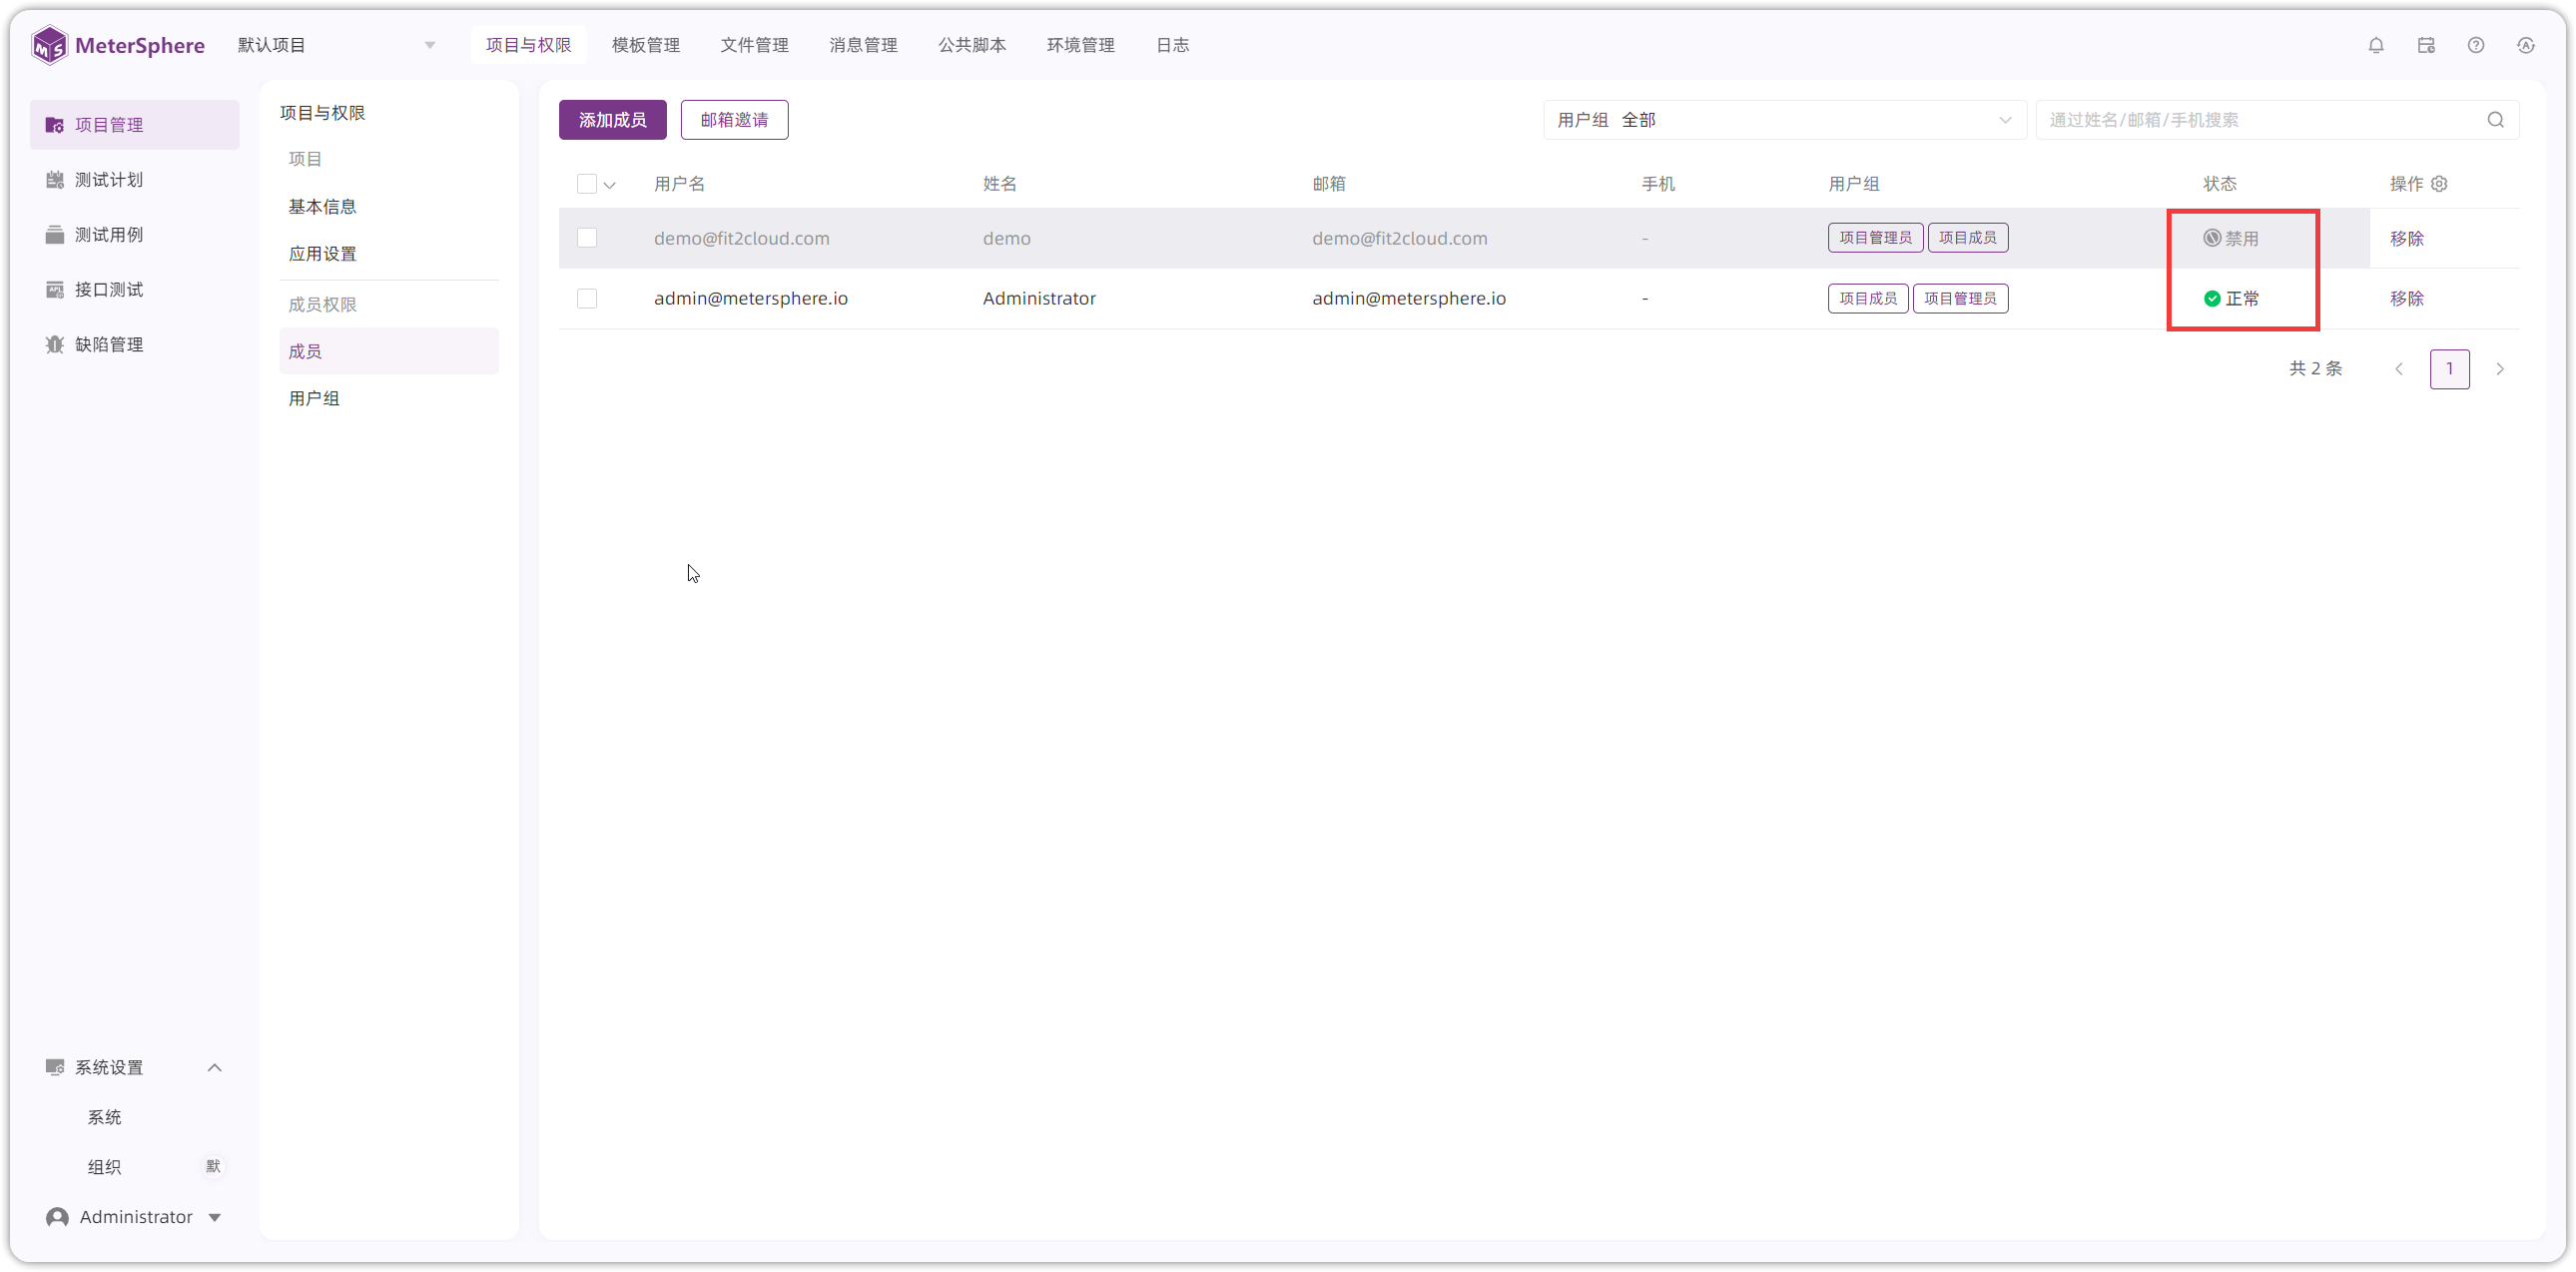 MeterSphere 默认项目 项目与权限 模板管理 文件管理 消息管理 公共脚本 环境管理 日志
项目管理
测试计划
测试用例
接口测试
缺陷管理
系统设置
系统
组织 默
Administrator
项目与权限
项目
基本信息
应用设置
成员权限
成员
用户组
添加成员 邮箱邀请 用户组 全部 通过姓名/邮箱/手机搜索
用户名 姓名 邮箱 手机 用户组 状态 操作
demo@fit2cloud.com demo demo@fit2cloud.com - 项目管理员 项目成员 禁用 移除
admin@metersphere.io Administrator admin@metersphere.io - 项目成员 项目管理员 正常 移除
共 2 条 1